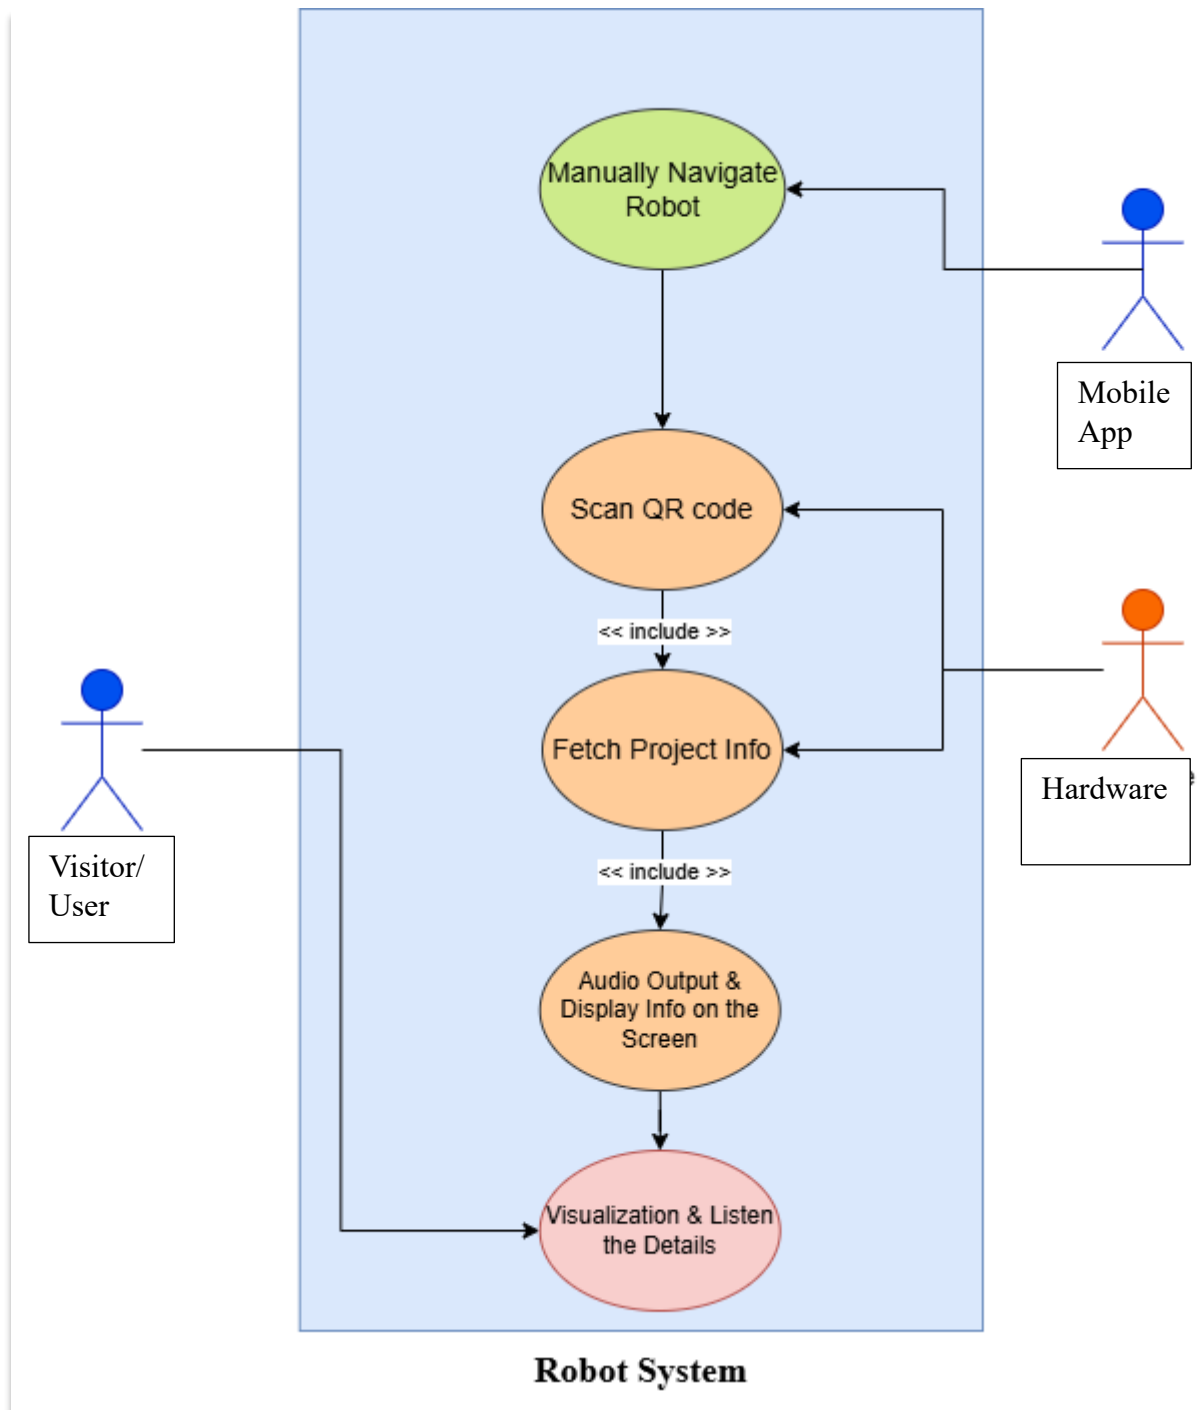 Manually Navigate
Robot
Mobile
App
Scan QR code
<< include >>
Fetch Project Info
Hardware
Visitor/
User
<< include >>
Audio Output &
Display Info on the
Screen
Visualization & Listen
the Details
Robot System